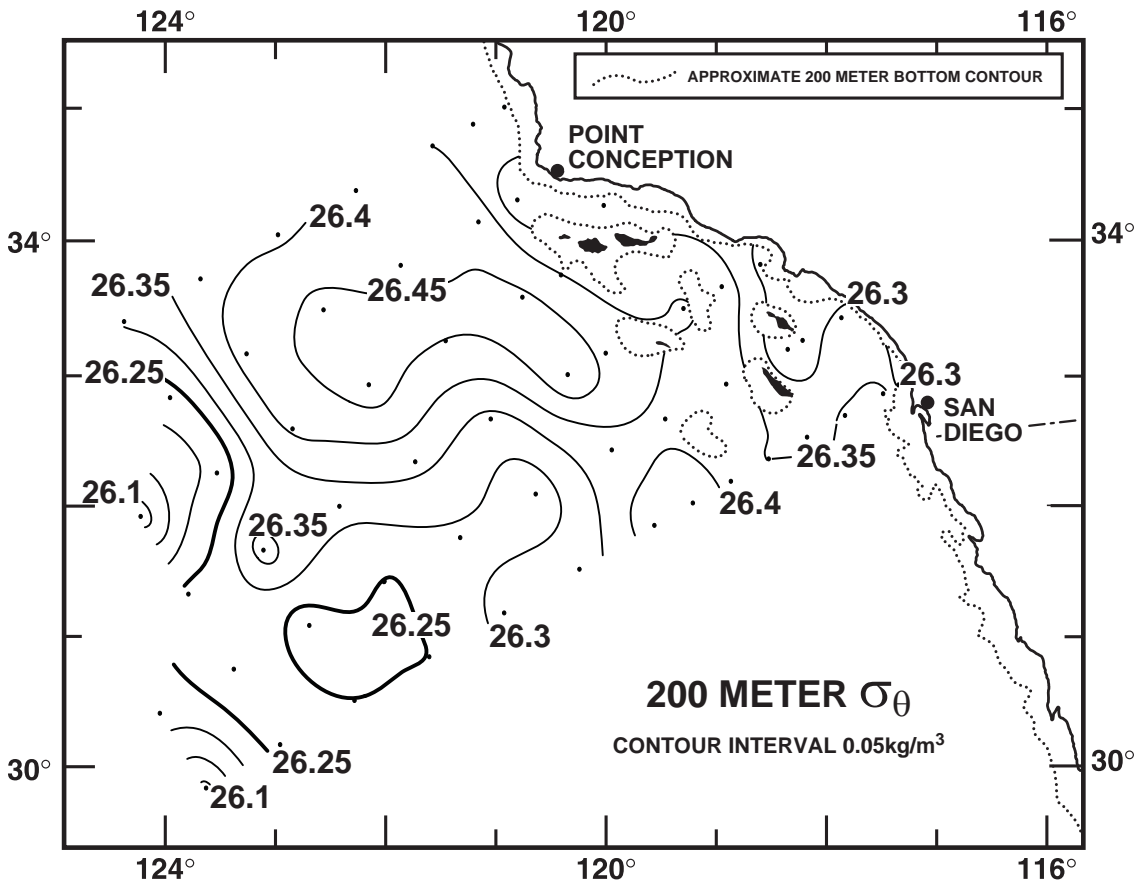 124° 120° 116°
APPROXIMATE 200 METER BOTTOM CONTOUR
POINT
CONCEPTION
26.4
34° 34°
26.35
26.45
26.3
26.25
26.3
SAN
DIEGO
26.35
26.1
26.4
26.35
26.25
26.3
200 METER σθ
CONTOUR INTERVAL 0.05kg/m³
26.25
30° 30°
26.1
124° 120° 116°